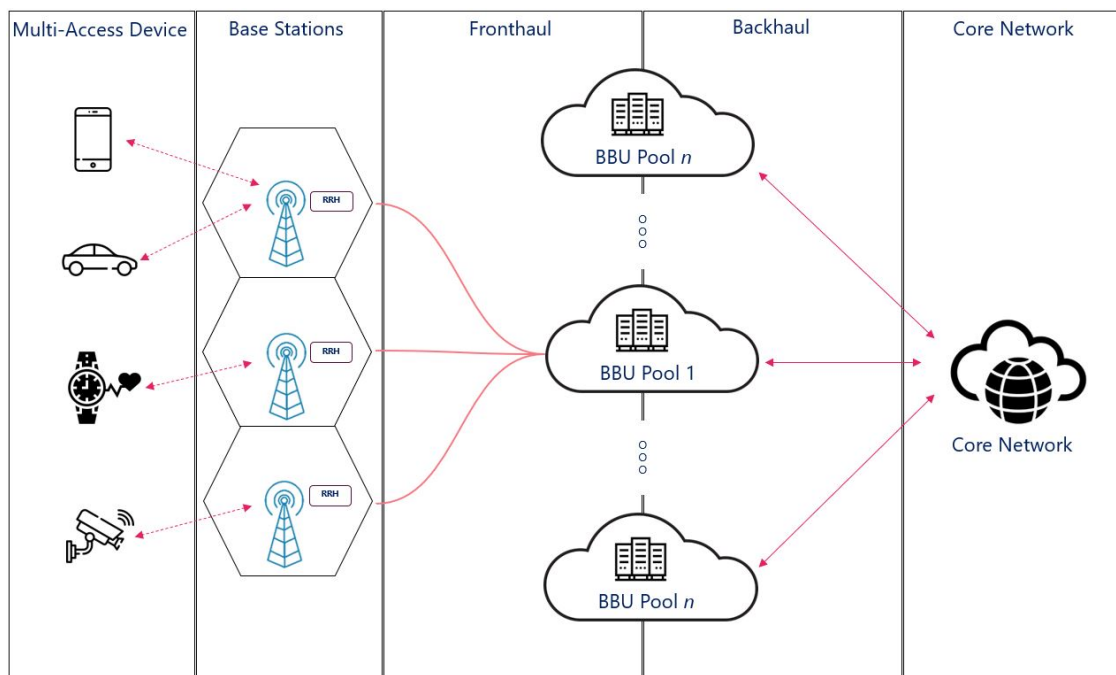 Multi-Access Device
Base Stations
Fronthaul
Backhaul
Core Network
BBU Pool n
RRH
BBU Pool 1
RRH
Core Network
RRH
BBU Pool n